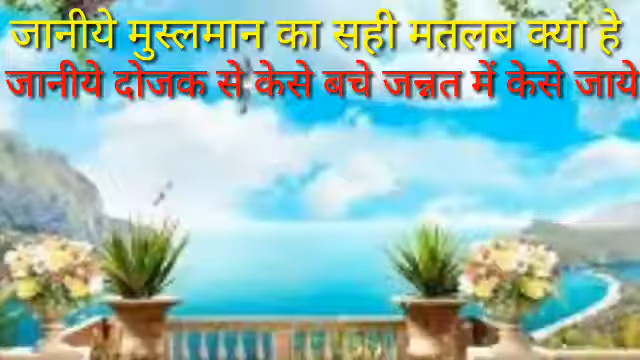 जानीये मुस्लमान का सही मतलब क्या हे
जानीये दोजक से केसे बचे जन्नत में केसे जाये